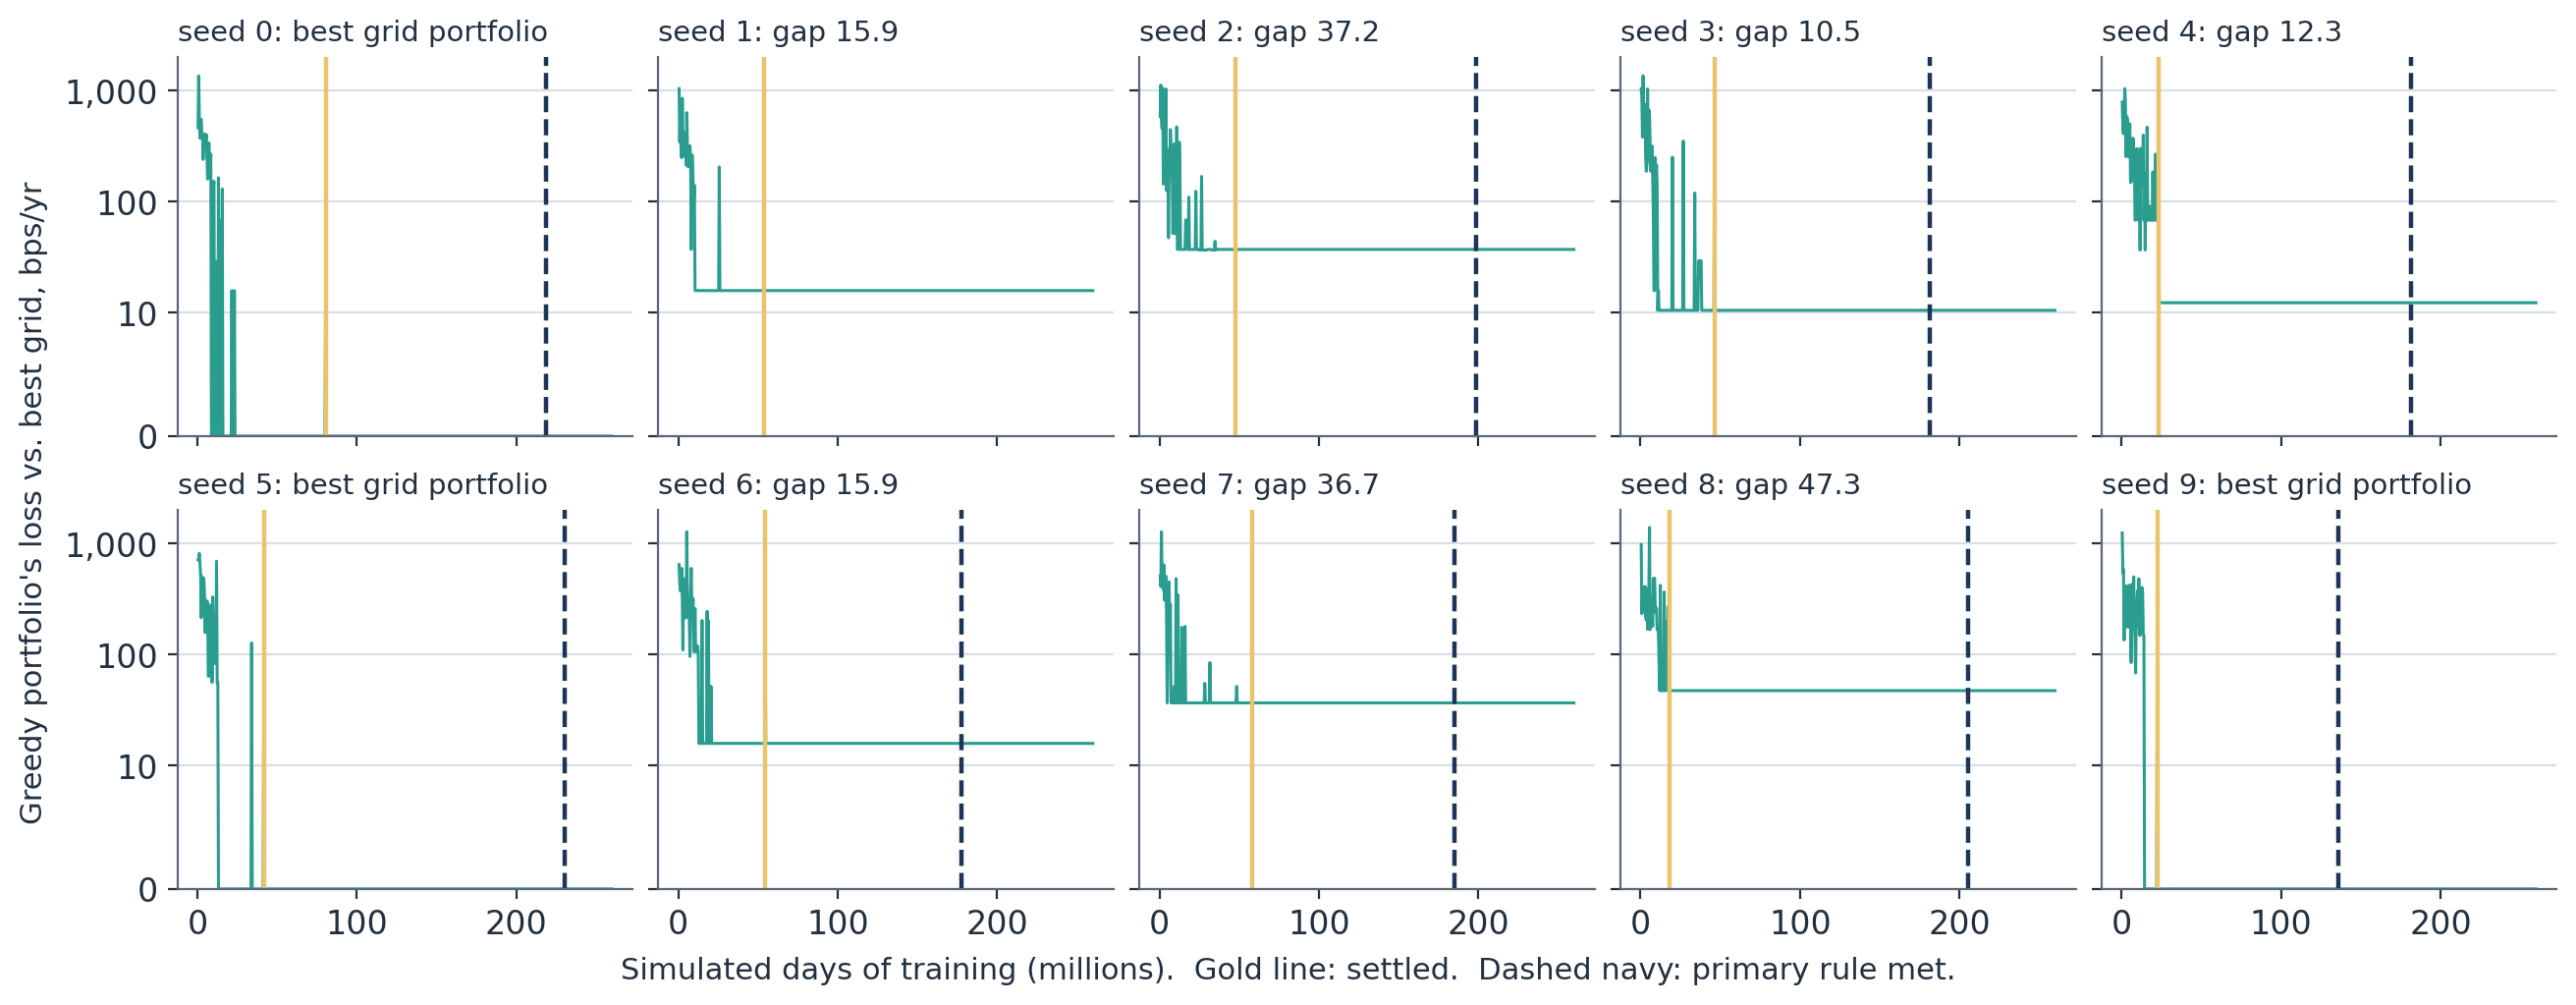 seed 0: best grid portfolio
seed 1: gap 15.9
seed 2: gap 37.2
seed 3: gap 10.5
seed 4: gap 12.3
1,000
100
10
0
0
100
200
0
100
200
0
100
200
0
100
200
0
100
200
seed 5: best grid portfolio
seed 6: gap 15.9
seed 7: gap 36.7
seed 8: gap 47.3
seed 9: best grid portfolio
1,000
100
10
0
Greedy portfolio's loss vs. best grid, bps/yr
Simulated days of training (millions).  Gold line: settled.  Dashed navy: primary rule met.